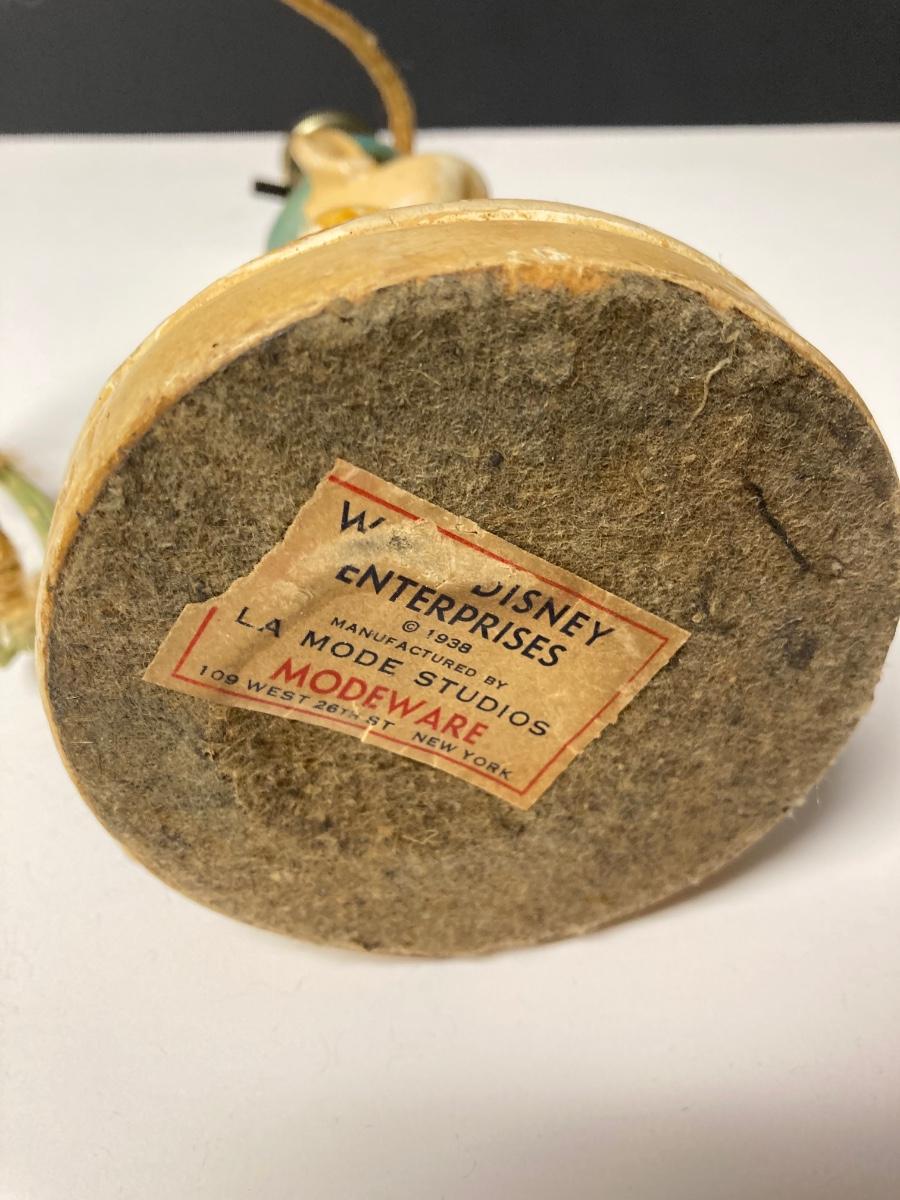 W DISNEY
ENTERPRISES
© 1938
MANUFACTURED BY
LA MODE STUDIOS
MODEWARE
109 WEST 26TH ST NEW YORK